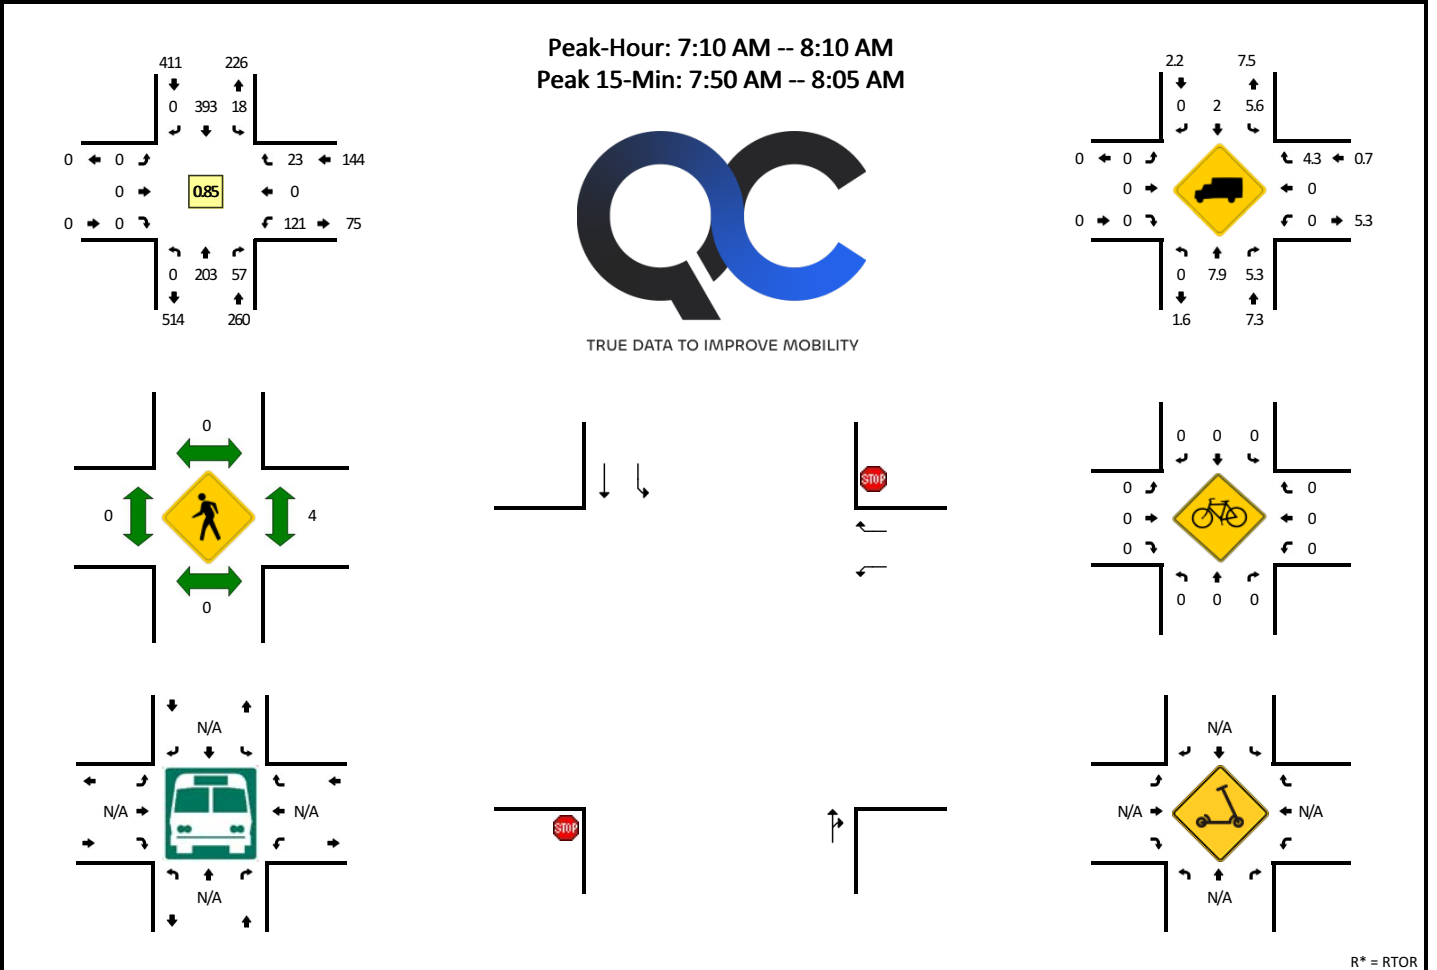 Peak-Hour: 7:10 AM -- 8:10 AM
Peak 15-Min: 7:50 AM -- 8:05 AM
411 226
0 393 18
0 0 23 144
0 0.85 0
0 0 121 75
0 203 57
514 260
TRUE DATA TO IMPROVE MOBILITY
2.2 7.5
0 2 5.6
0 0 4.3 0.7
0 0
0 0 0 5.3
0 7.9 5.3
1.6 7.3
0
0 4
0
STOP
STOP
0 0 0
0 0
0 0
0 0
0 0 0
N/A
N/A N/A
N/A
N/A
N/A N/A
N/A
R* = RTOR